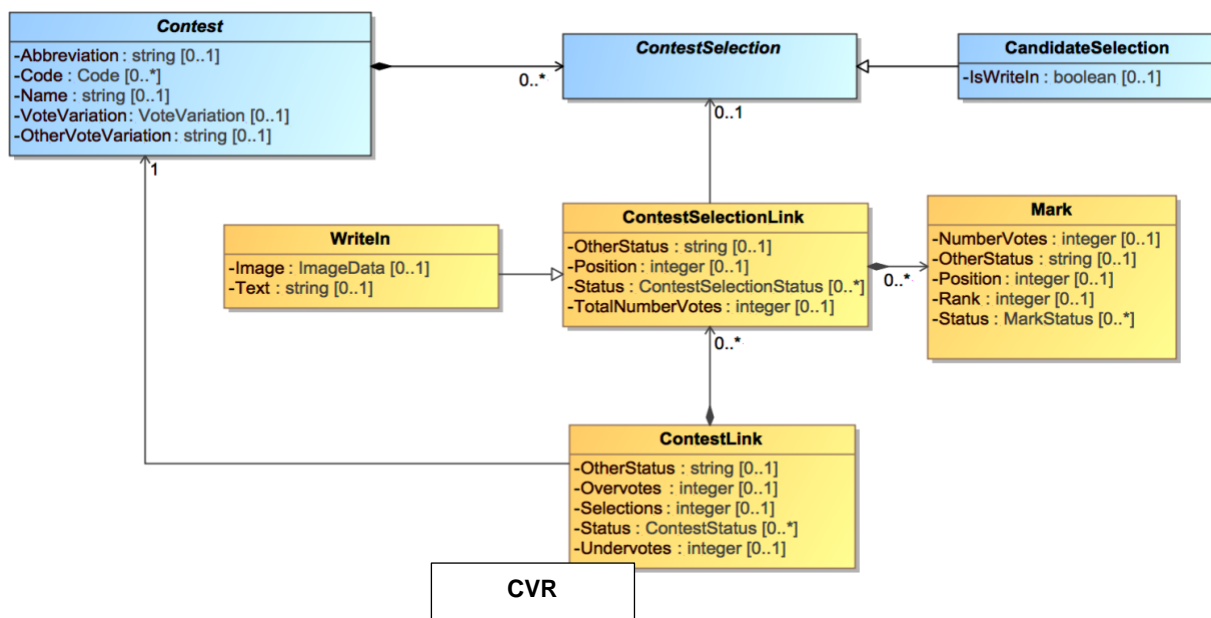 Contest
-Abbreviation : string [0..1]
-Code : Code [0..*]
-Name : string [0..1]
-VoteVariation : VoteVariation [0..1]
-OtherVoteVariation : string [0..1]
0..*
ContestSelection
CandidateSelection
-IsWriteIn : boolean [0..1]
1
0..1
WriteIn
-Image : ImageData [0..1]
-Text : string [0..1]
ContestSelectionLink
-OtherStatus : string [0..1]
-Position : integer [0..1]
-Status : ContestSelectionStatus [0..*]
-TotalNumberVotes : integer [0..1]
0..*
Mark
-NumberVotes : integer [0..1]
-OtherStatus : string [0..1]
-Position : integer [0..1]
-Rank : integer [0..1]
-Status : MarkStatus [0..*]
0..*
ContestLink
-OtherStatus : string [0..1]
-Overvotes : integer [0..1]
-Selections : integer [0..1]
-Status : ContestStatus [0..*]
-Undervotes : integer [0..1]
CVR